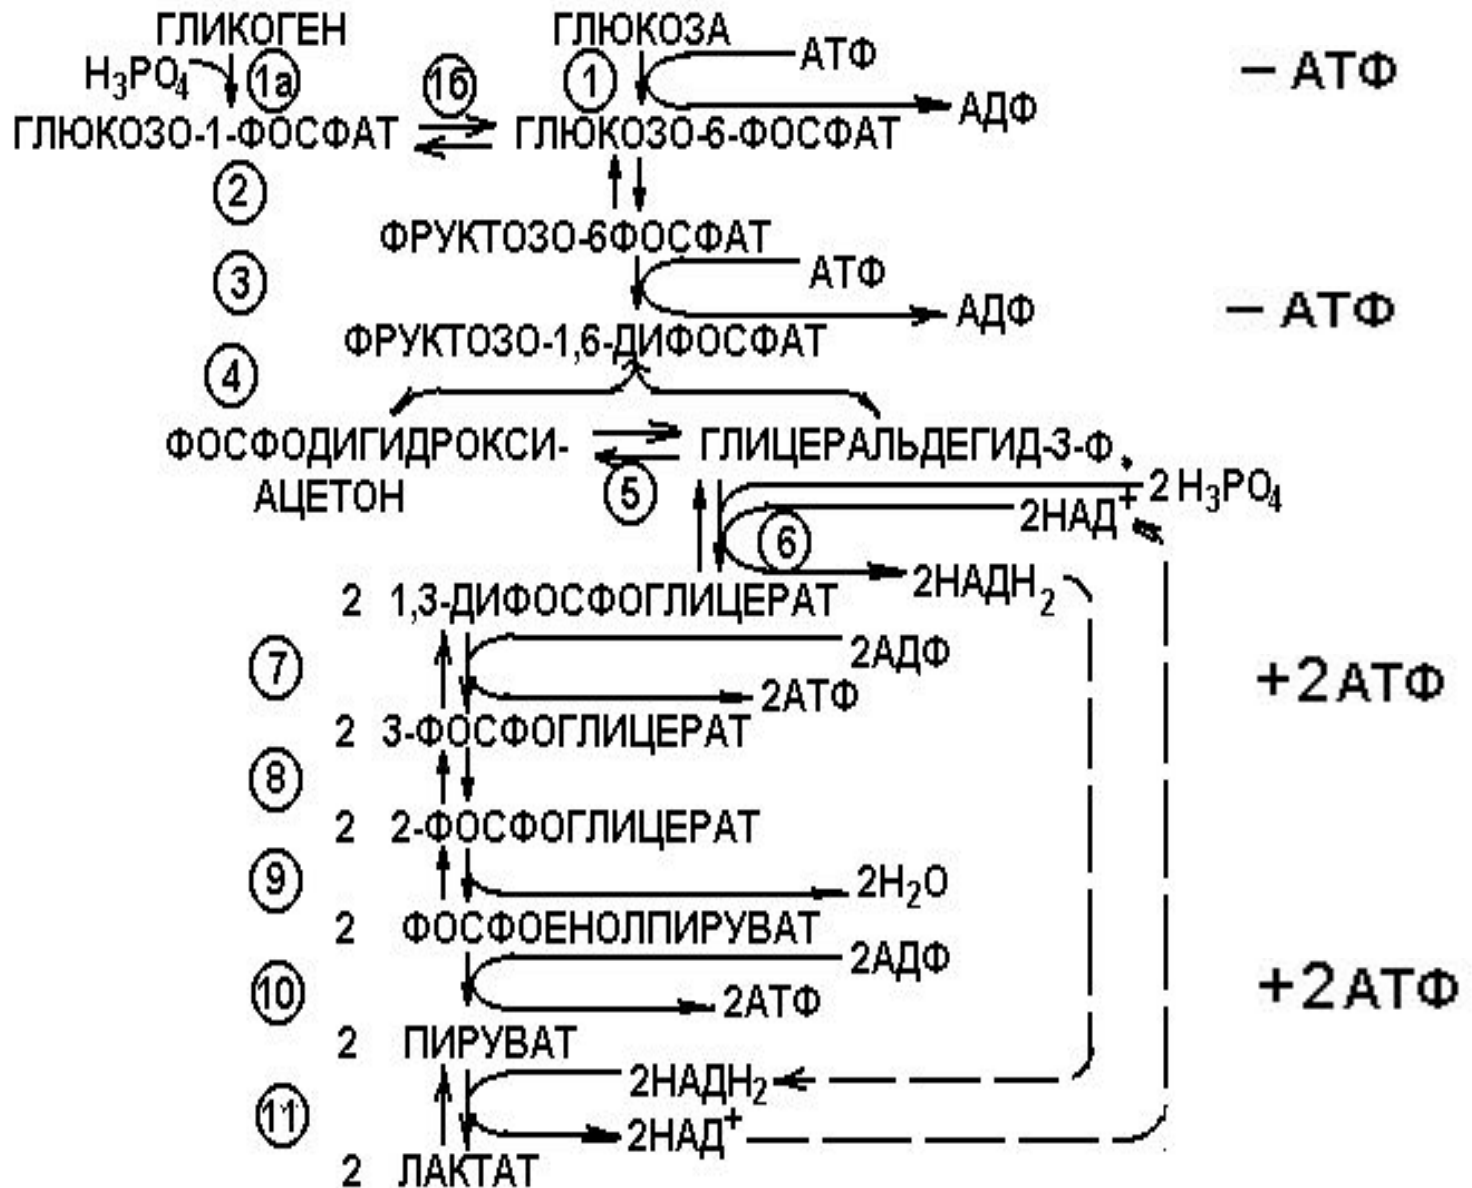 ГЛИКОГЕН ГЛЮКОЗА
АТФ
– АТФ
H₃PO₄ 1а 1б 1
АДФ
ГЛЮКОЗО-1-ФОСФАТ ГЛЮКОЗО-6-ФОСФАТ
2
ФРУКТОЗО-6ФОСФАТ
3 АТФ
АДФ – АТФ
ФРУКТОЗО-1,6-ДИФОСФАТ
4
ФОСФОДИГИДРОКСИ- ГЛИЦЕРАЛЬДЕГИД-3-Ф
АЦЕТОН 5 2 H₃PO₄
2НАД⁺
6
2НАДН₂
2 1,3-ДИФОСФОГЛИЦЕРАТ
7 2АДФ
2АТФ +2АТФ
2 3-ФОСФОГЛИЦЕРАТ
8
2 2-ФОСФОГЛИЦЕРАТ
9 2H₂O
2 ФОСФОЕНОЛПИРУВАТ
2АДФ
10 2АТФ +2АТФ
2 ПИРУВАТ
2НАДН₂
11 2НАД⁺
2 ЛАКТАТ